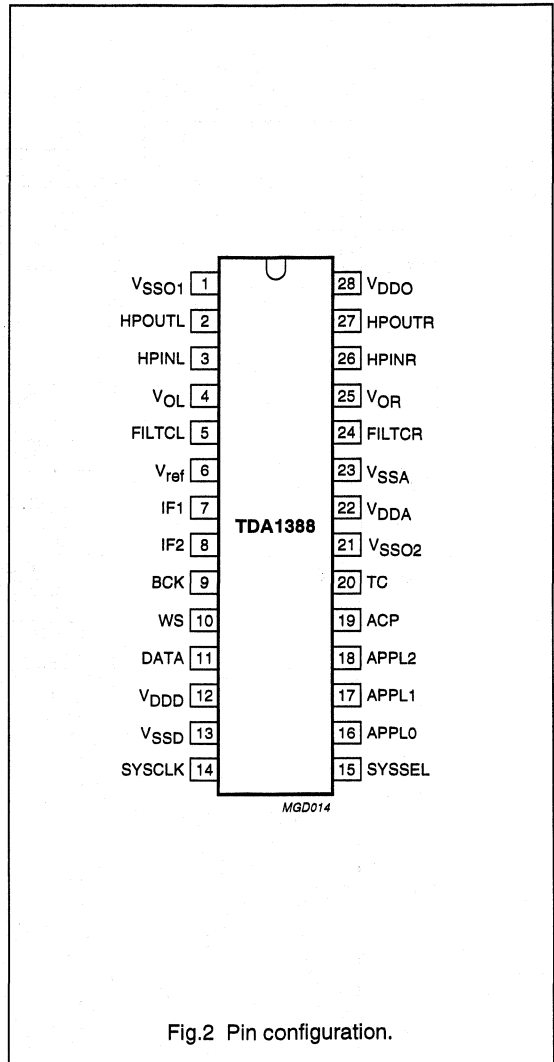 VSSO1 1
HPOUTL 2
HPINL 3
VOL 4
FILTCL 5
Vref 6
IF1 7
IF2 8
BCK 9
WS 10
DATA 11
VDDD 12
VSSD 13
SYSCLK 14
TDA1388
28 VDDO
27 HPOUTR
26 HPINR
25 VOR
24 FILTCR
23 VSSA
22 VDDA
21 VSSO2
20 TC
19 ACP
18 APPL2
17 APPL1
16 APPL0
15 SYSSEL
MGD014
Fig.2 Pin configuration.